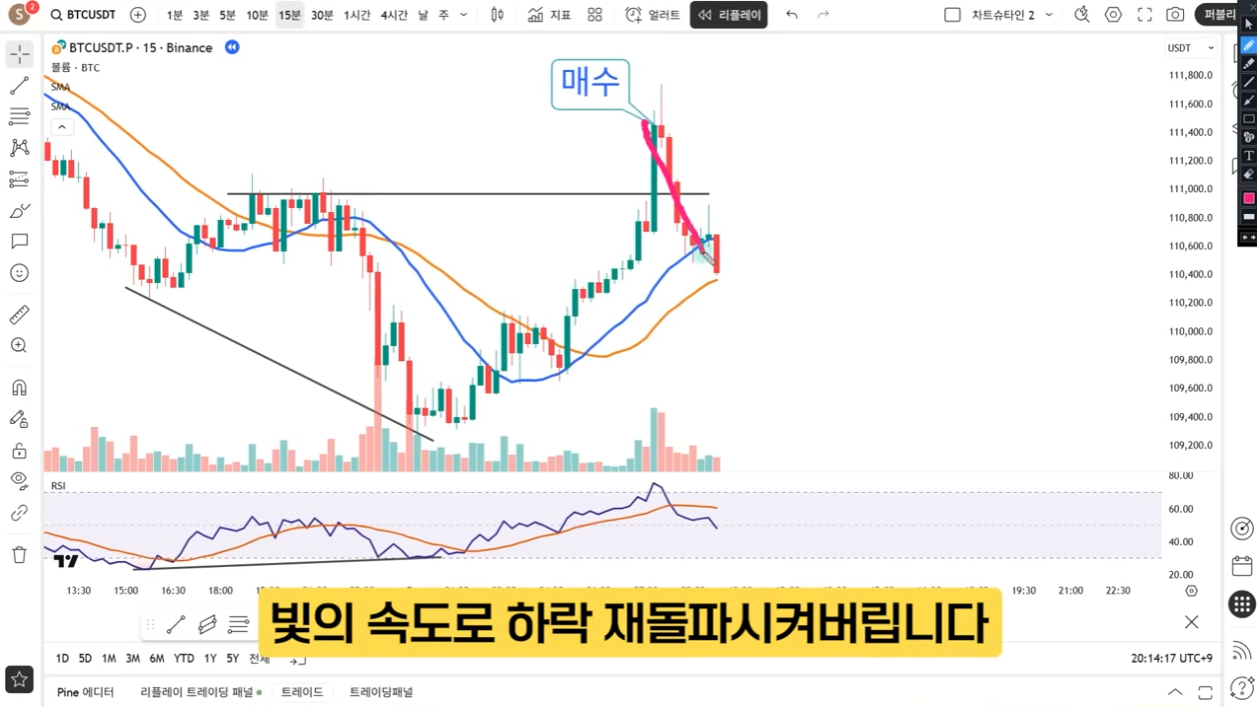 S 2 BTCUSDT 1분 3분 5분 10분 15분 30분 1시간 4시간 날 주 지표 얼러트 리플레이 차트슈타인 2 퍼블리
BTCUSDT.P · 15 · Binance
USDT
볼륨 · BTC
SMA
SMA
매수
111,800.0
111,600.0
111,400.0
111,200.0
111,000.0
110,800.0
110,600.0
110,400.0
110,200.0
110,000.0
109,800.0
109,600.0
109,400.0
109,200.0
RSI
80.00
60.00
40.00
20.00
13:30 15:00 16:30 18:00 19:30 21:00 22:30
빛의 속도로 하락 재돌파시켜버립니다
1D 5D 1M 3M 6M YTD 1Y 5Y 전체
20:14:17 UTC+9
Pine 에디터 리플레이 트레이딩 패널 트레이드 트레이딩패널